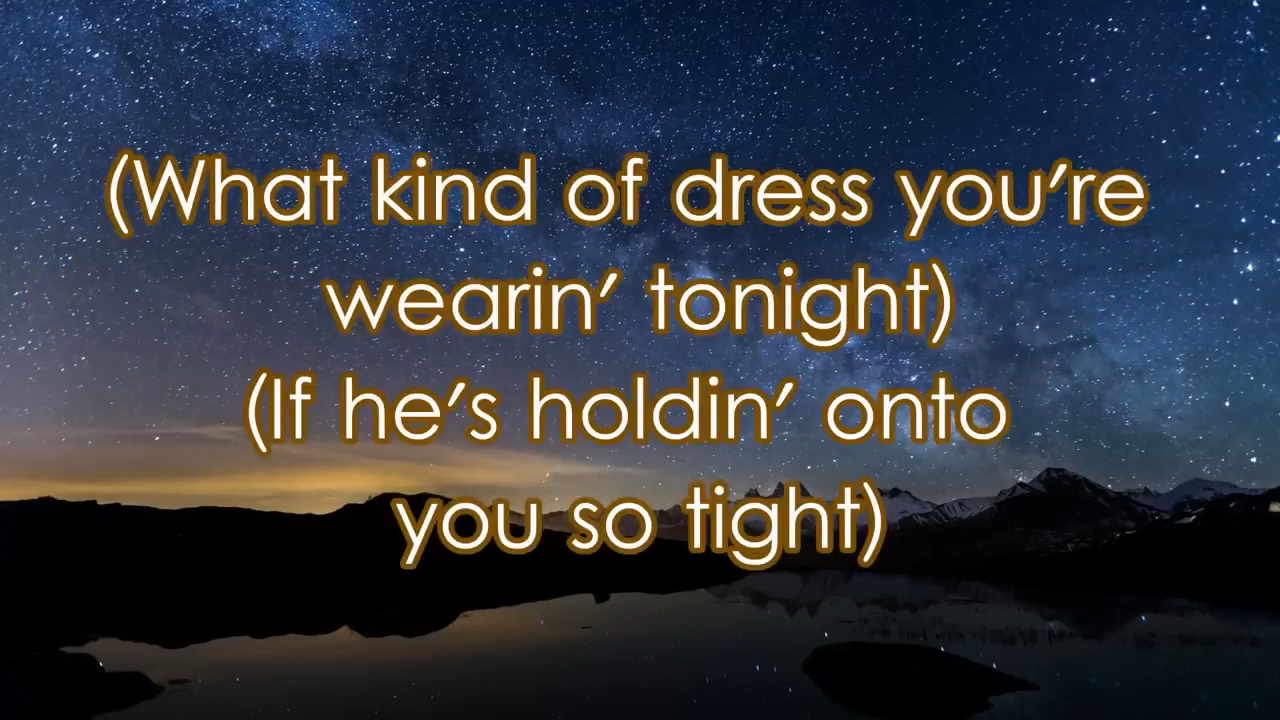 (What kind of dress you're
wearin' tonight)
(If he's holdin' onto
you so tight)